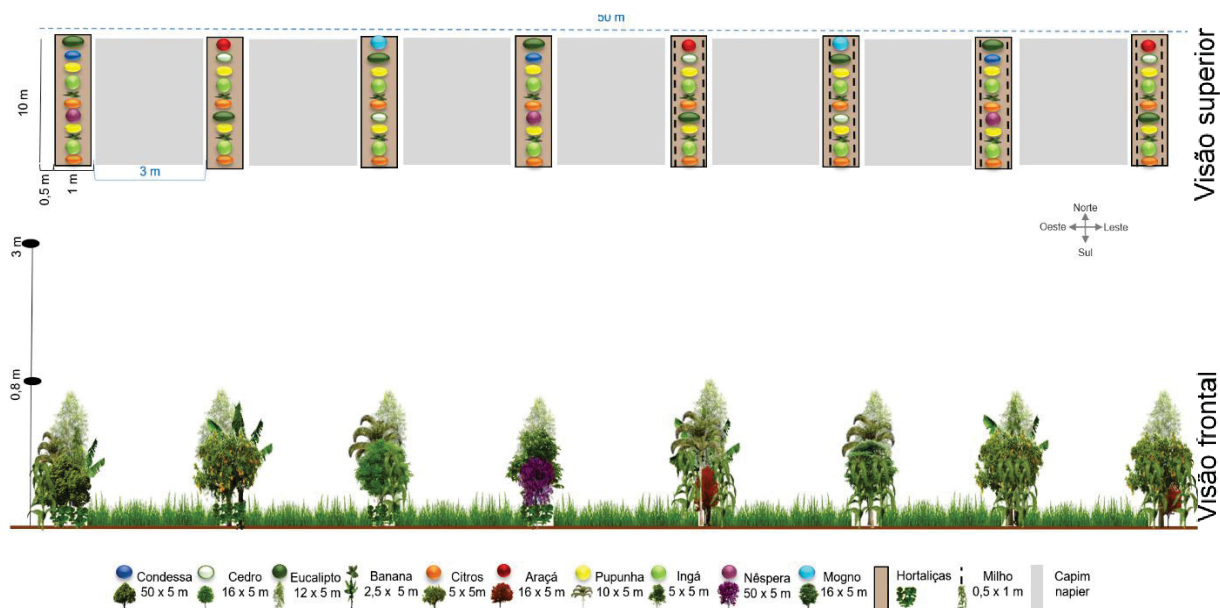 50 m
Visão superior
10 m
0,5 m
1 m
3 m
Norte
Oeste
Leste
Sul
3 m
0,8 m
Visão frontal
Condessa
50 x 5 m
Cedro
16 x 5 m
Eucalipto
12 x 5 m
Banana
2,5 x 5 m
Citros
5 x 5m
Araçá
16 x 5 m
Pupunha
10 x 5 m
Ingá
5 x 5 m
Nêspera
50 x 5 m
Mogno
16 x 5 m
Hortaliças
Milho
0,5 x 1 m
Capim
napier